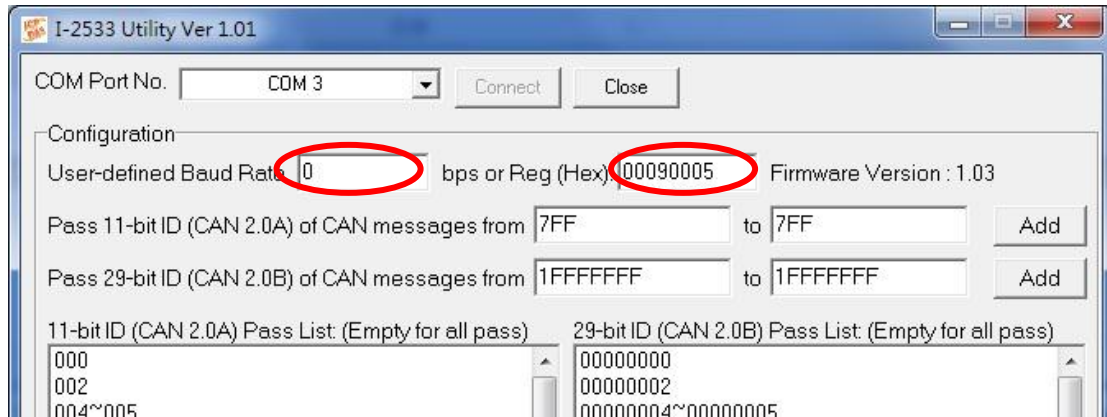 I-2533 Utility Ver 1.01
COM Port No. COM 3 Connect Close
Configuration
User-defined Baud Rate 0 bps or Reg (Hex): 00090005 Firmware Version : 1.03
Pass 11-bit ID (CAN 2.0A) of CAN messages from 7FF to 7FF Add
Pass 29-bit ID (CAN 2.0B) of CAN messages from 1FFFFFFF to 1FFFFFFF Add
11-bit ID (CAN 2.0A) Pass List: (Empty for all pass) 29-bit ID (CAN 2.0B) Pass List: (Empty for all pass)
000 00000000
002 00000002
004~005 00000004~00000005